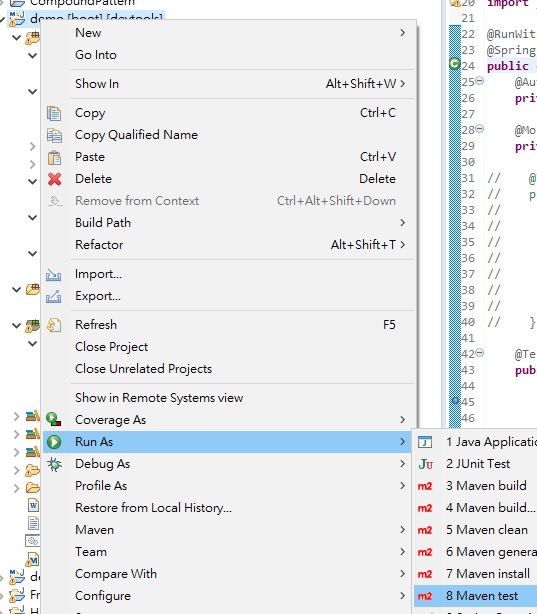 CompoundPattern
demo [boot] [devtools]
New
Go Into
Show In Alt+Shift+W
Copy Ctrl+C
Copy Qualified Name
Paste Ctrl+V
Delete Delete
Remove from Context Ctrl+Alt+Shift+Down
Build Path
Refactor Alt+Shift+T
Import...
Export...
Refresh F5
Close Project
Close Unrelated Projects
Show in Remote Systems view
Coverage As
Run As
Debug As
Profile As
Restore from Local History...
Maven
Team
Compare With
Configure
1 Java Applicatio
Ju 2 JUnit Test
m2 3 Maven build
m2 4 Maven build...
m2 5 Maven clean
m2 6 Maven genera
m2 7 Maven install
m2 8 Maven test
20 import
21
22 @RunWit
23 @Spring
24 public
25 @Au
26 pri
27
28 @Mo
29 pri
30
31 // @
32 // p
33 //
34 //
35 //
36 //
37 //
38 //
39 //
40 // }
41
42 @Te
43 pub
44
45
46